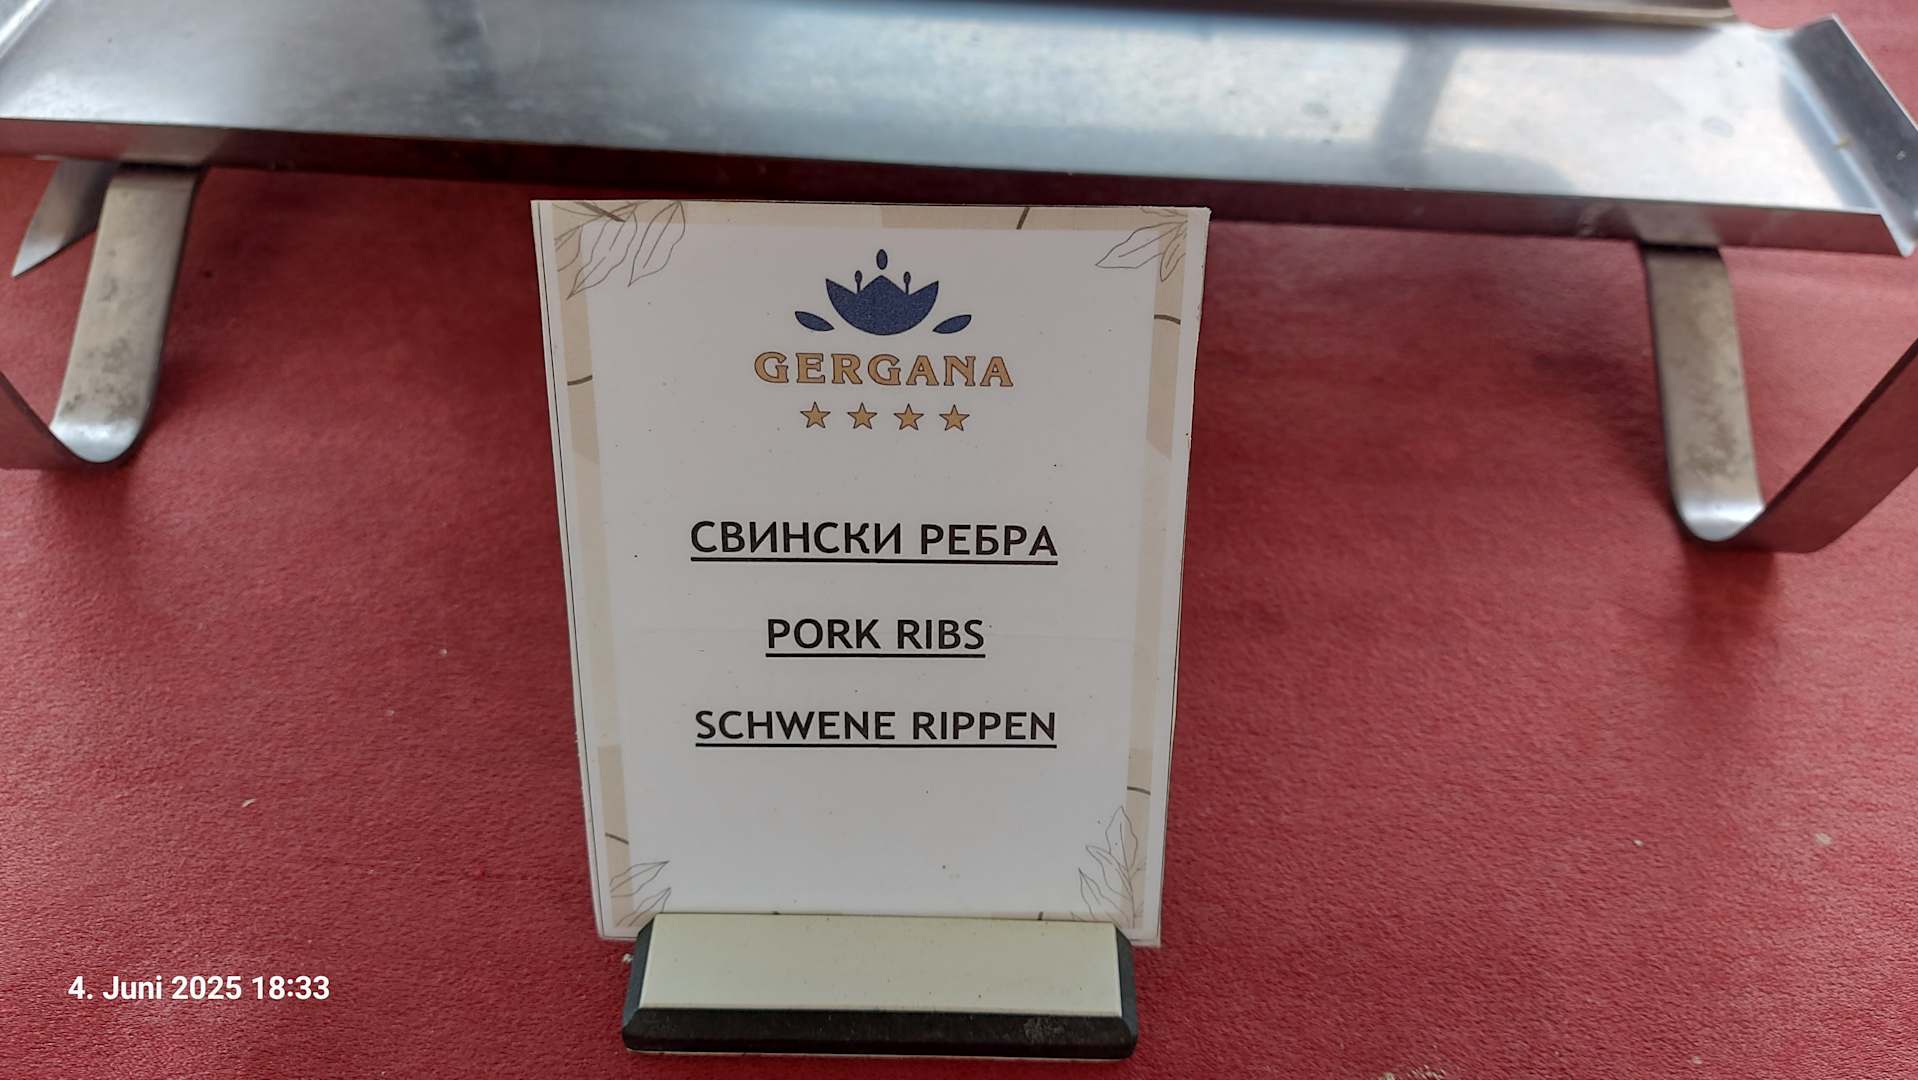 GERGANA
СВИНСКИ РЕБРА
PORK RIBS
SCHWENE RIPPEN
4. Juni 2025 18:33